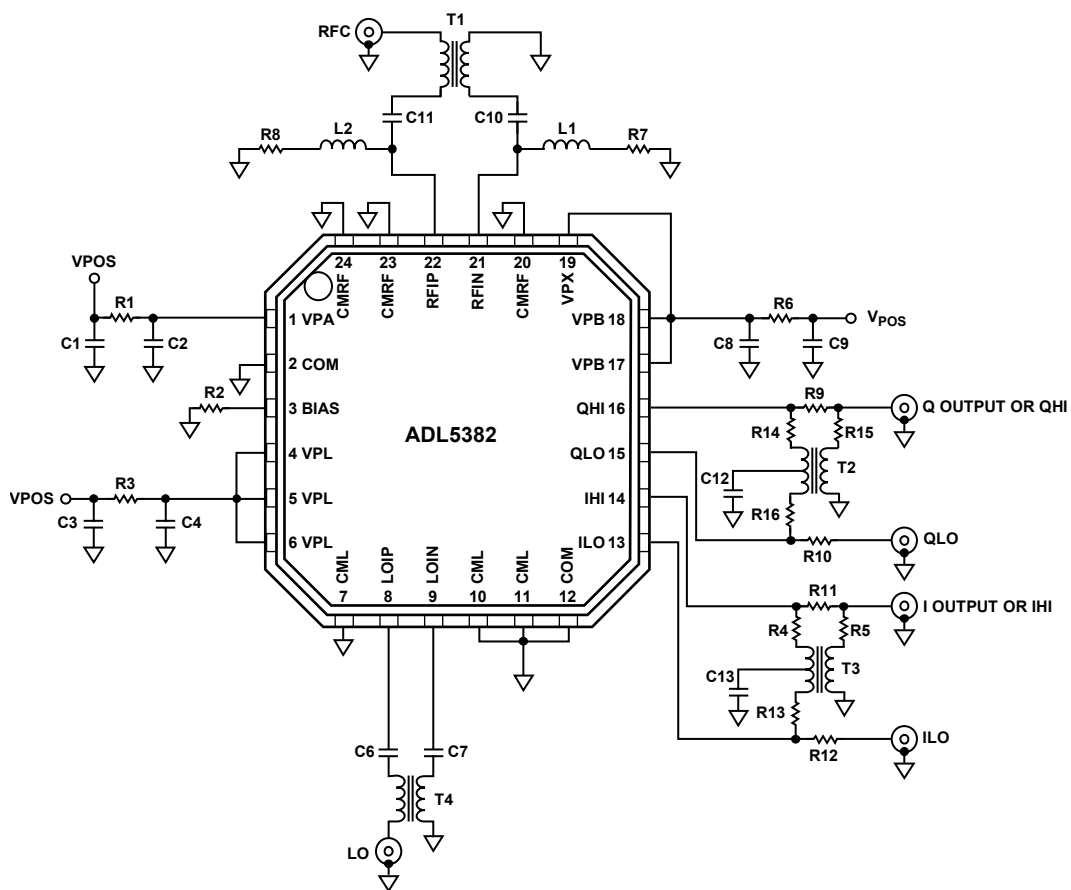 RFC
T1
C11
C10
R8
L2
L1
R7
VPOS
24
23
22
21
20
19
CMRF
CMRF
RFIP
RFIN
CMRF
VPX
R1
C1
C2
1 VPA
VPB 18
R6
VPOS
C8
C9
2 COM
VPB 17
R2
3 BIAS
ADL5382
QHI 16
R9
Q OUTPUT OR QHI
R14
R15
4 VPL
QLO 15
C12
T2
VPOS
R3
5 VPL
IHI 14
C3
C4
R16
6 VPL
ILO 13
R10
QLO
CML
LOIP
LOIN
CML
CML
COM
7
8
9
10
11
12
R11
I OUTPUT OR IHI
R4
R5
C13
T3
R13
R12
ILO
C6
C7
T4
LO